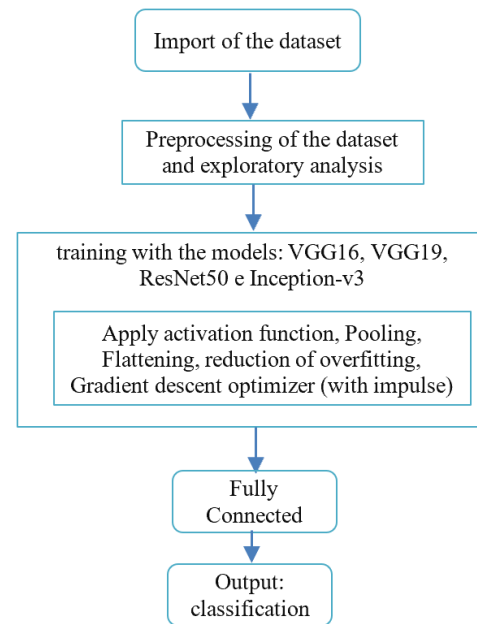 Import of the dataset
Preprocessing of the dataset
and exploratory analysis
training with the models: VGG16, VGG19,
ResNet50 e Inception-v3
Apply activation function, Pooling,
Flattening, reduction of overfitting,
Gradient descent optimizer (with impulse)
Fully
Connected
Output:
classification